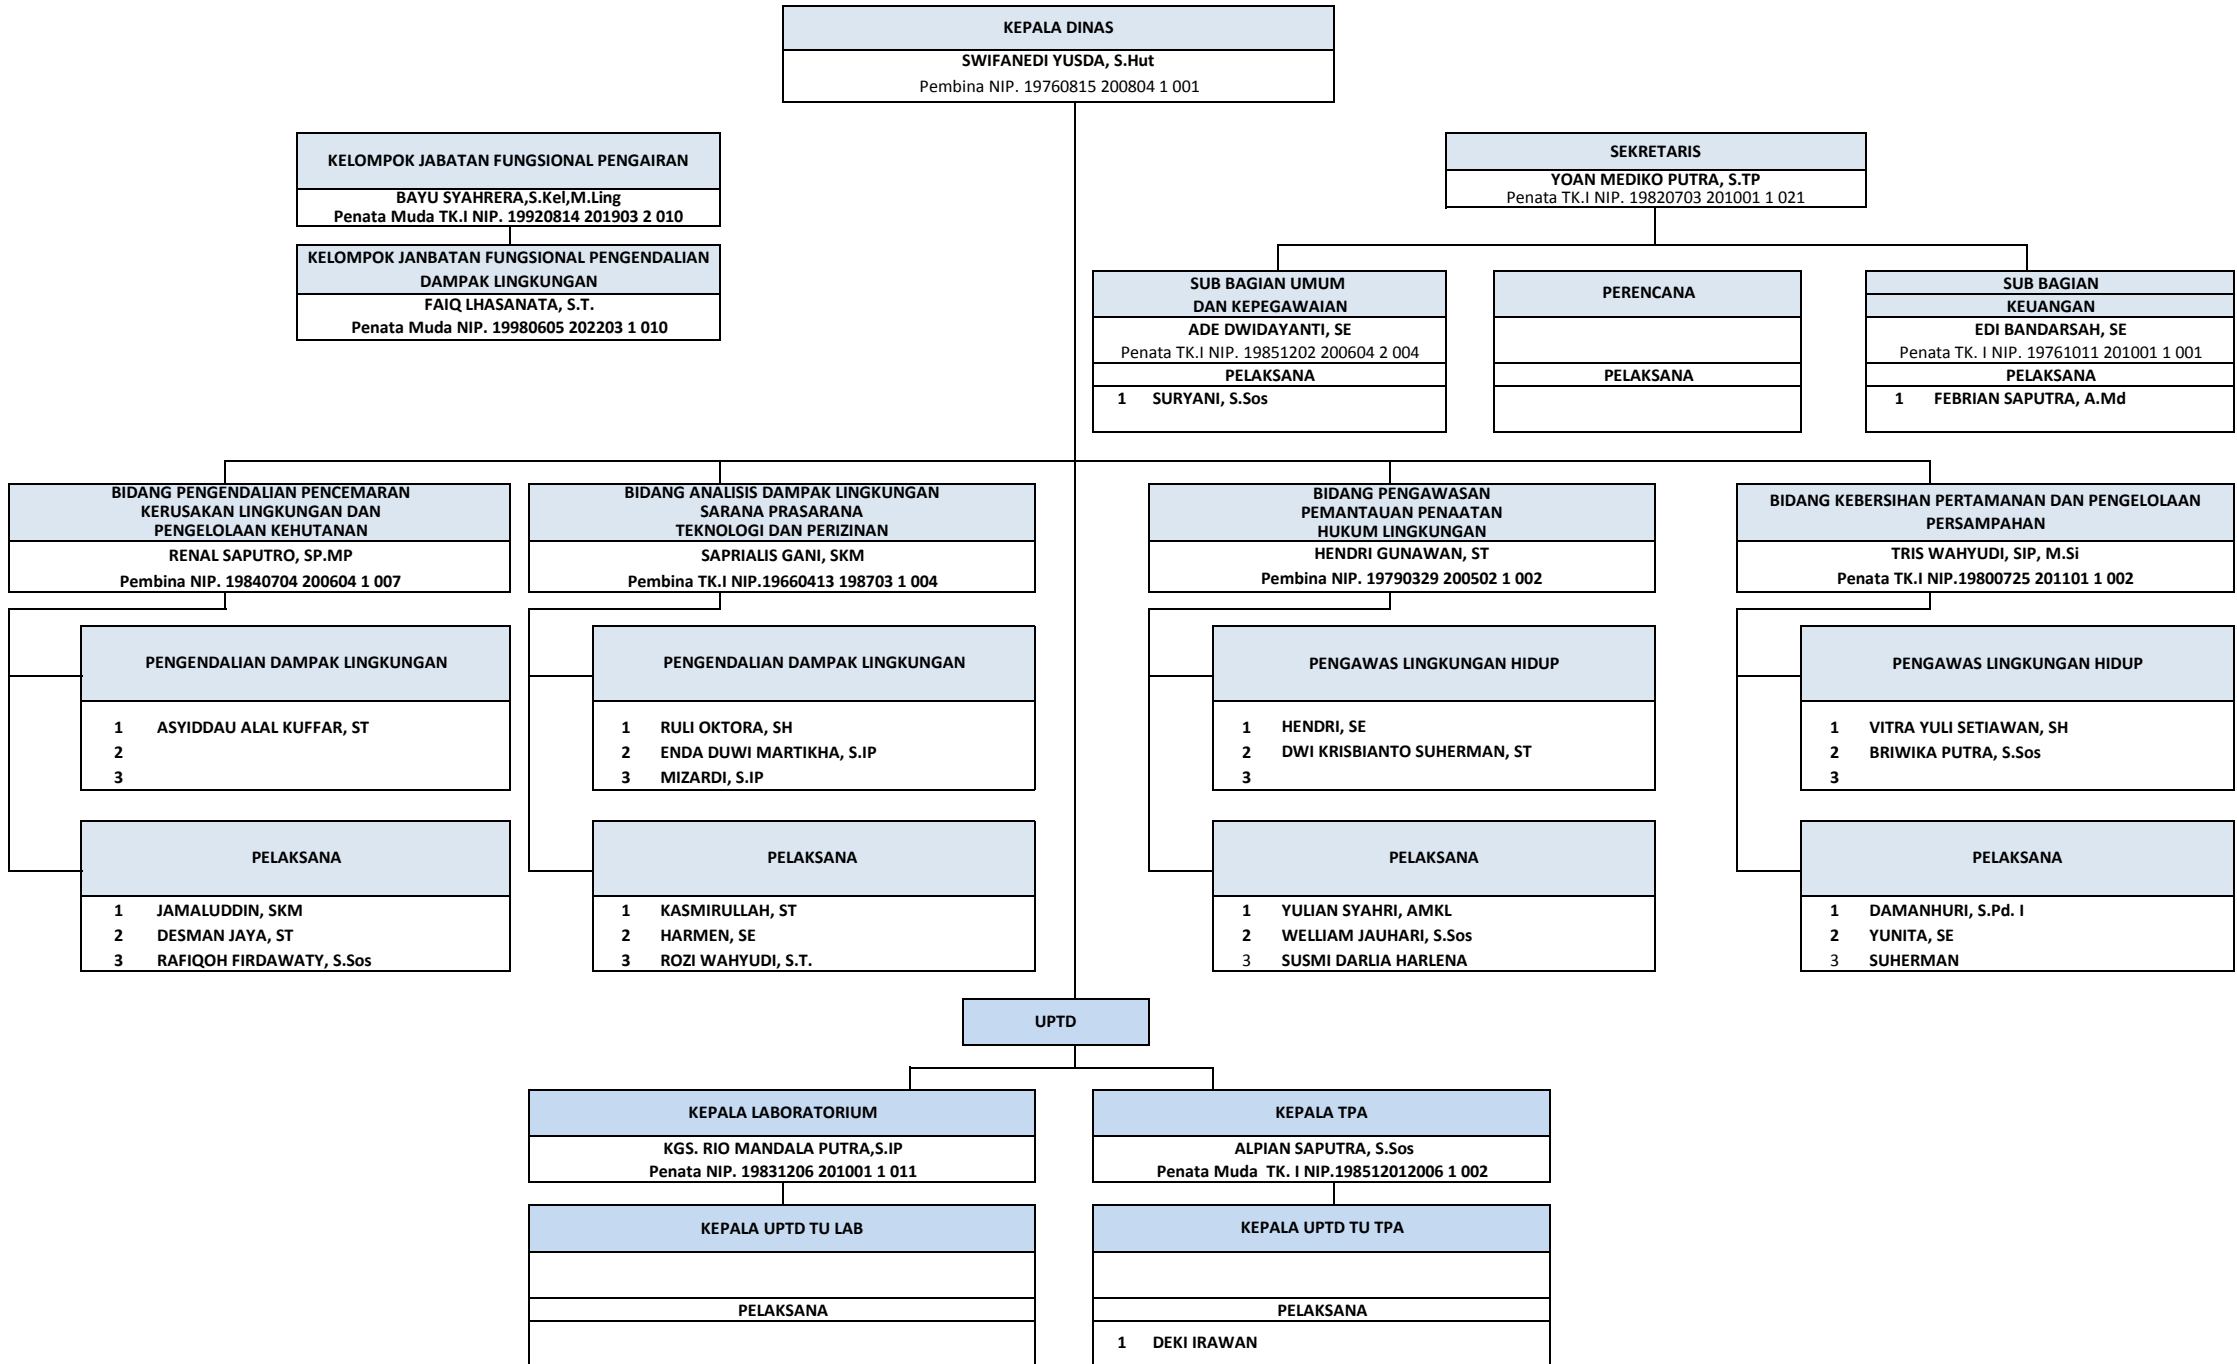 KEPALA DINAS
SWIFANEDI YUSDA, S.Hut
Pembina NIP. 19760815 200804 1 001
KELOMPOK JABATAN FUNGSIONAL PENGAIRAN
BAYU SYAHRERA,S.Kel,M.Ling
Penata Muda TK.I NIP. 19920814 201903 2 010
KELOMPOK JANBATAN FUNGSIONAL PENGENDALIAN
DAMPAK LINGKUNGAN
FAIQ LHASANATA, S.T.
Penata Muda NIP. 19980605 202203 1 010
SEKRETARIS
YOAN MEDIKO PUTRA, S.TP
Penata TK.I NIP. 19820703 201001 1 021
SUB BAGIAN UMUM
DAN KEPEGAWAIAN
ADE DWIDAYANTI, SE
Penata TK.I NIP. 19851202 200604 2 004
PELAKSANA
1 SURYANI, S.Sos
PERENCANA
PELAKSANA
SUB BAGIAN
KEUANGAN
EDI BANDARSAH, SE
Penata TK. I NIP. 19761011 201001 1 001
PELAKSANA
1 FEBRIAN SAPUTRA, A.Md
BIDANG PENGENDALIAN PENCEMARAN
KERUSAKAN LINGKUNGAN DAN
PENGELOLAAN KEHUTANAN
RENAL SAPUTRO, SP.MP
Pembina NIP. 19840704 200604 1 007
PENGENDALIAN DAMPAK LINGKUNGAN
1 ASYIDDAU ALAL KUFFAR, ST
2
3
PELAKSANA
1 JAMALUDDIN, SKM
2 DESMAN JAYA, ST
3 RAFIQOH FIRDAWATY, S.Sos
BIDANG ANALISIS DAMPAK LINGKUNGAN
SARANA PRASARANA
TEKNOLOGI DAN PERIZINAN
SAPRIALIS GANI, SKM
Pembina TK.I NIP.19660413 198703 1 004
PENGENDALIAN DAMPAK LINGKUNGAN
1 RULI OKTORA, SH
2 ENDA DUWI MARTIKHA, S.IP
3 MIZARDI, S.IP
PELAKSANA
1 KASMIRULLAH, ST
2 HARMEN, SE
3 ROZI WAHYUDI, S.T.
BIDANG PENGAWASAN
PEMANTAUAN PENAATAN
HUKUM LINGKUNGAN
HENDRI GUNAWAN, ST
Pembina NIP. 19790329 200502 1 002
PENGAWAS LINGKUNGAN HIDUP
1 HENDRI, SE
2 DWI KRISBIANTO SUHERMAN, ST
3
PELAKSANA
1 YULIAN SYAHRI, AMKL
2 WELLIAM JAUHARI, S.Sos
3 SUSMI DARLIA HARLENA
BIDANG KEBERSIHAN PERTAMANAN DAN PENGELOLAAN
PERSAMPAHAN
TRIS WAHYUDI, SIP, M.Si
Penata TK.I NIP.19800725 201101 1 002
PENGAWAS LINGKUNGAN HIDUP
1 VITRA YULI SETIAWAN, SH
2 BRIWIKA PUTRA, S.Sos
3
PELAKSANA
1 DAMANHURI, S.Pd. I
2 YUNITA, SE
3 SUHERMAN
UPTD
KEPALA LABORATORIUM
KGS. RIO MANDALA PUTRA,S.IP
Penata NIP. 19831206 201001 1 011
KEPALA UPTD TU LAB
PELAKSANA
KEPALA TPA
ALPIAN SAPUTRA, S.Sos
Penata Muda  TK. I NIP.198512012006 1 002
KEPALA UPTD TU TPA
PELAKSANA
1 DEKI IRAWAN